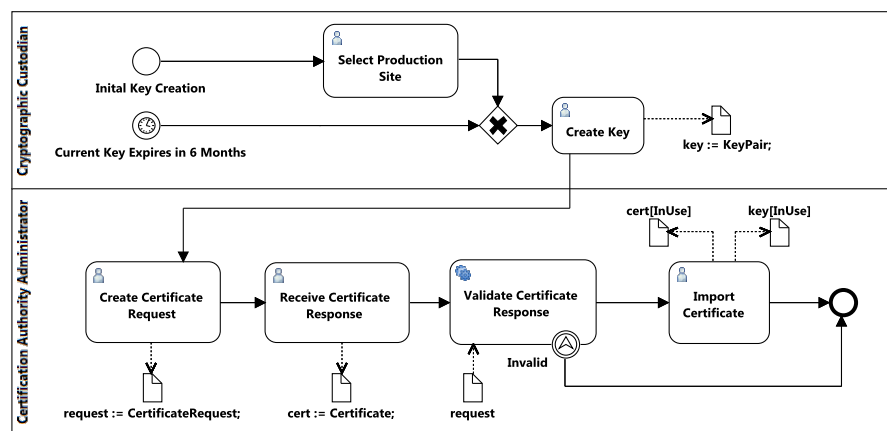 Cryptographic Custodian
Select Production
Site
Inital Key Creation
Current Key Expires in 6 Months
Create Key
key := KeyPair;
Certification Authority Administrator
cert[InUse]
key[InUse]
Create Certificate
Request
Receive Certificate
Response
Validate Certificate
Response
Import
Certificate
Invalid
request := CertificateRequest;
cert := Certificate;
request